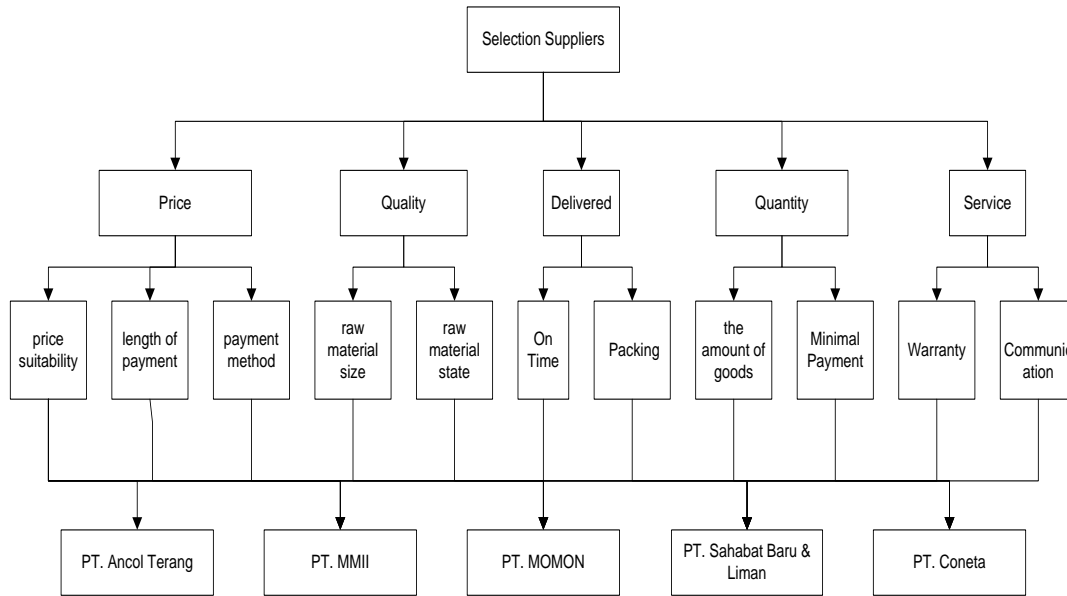 Selection Suppliers
Price
Quality
Delivered
Quantity
Service
price
suitability
length of
payment
payment
method
raw
material
size
raw
material
state
On
Time
Packing
the
amount of
goods
Minimal
Payment
Warranty
Communic
ation
PT. Ancol Terang
PT. MMII
PT. MOMON
PT. Sahabat Baru &
Liman
PT. Coneta